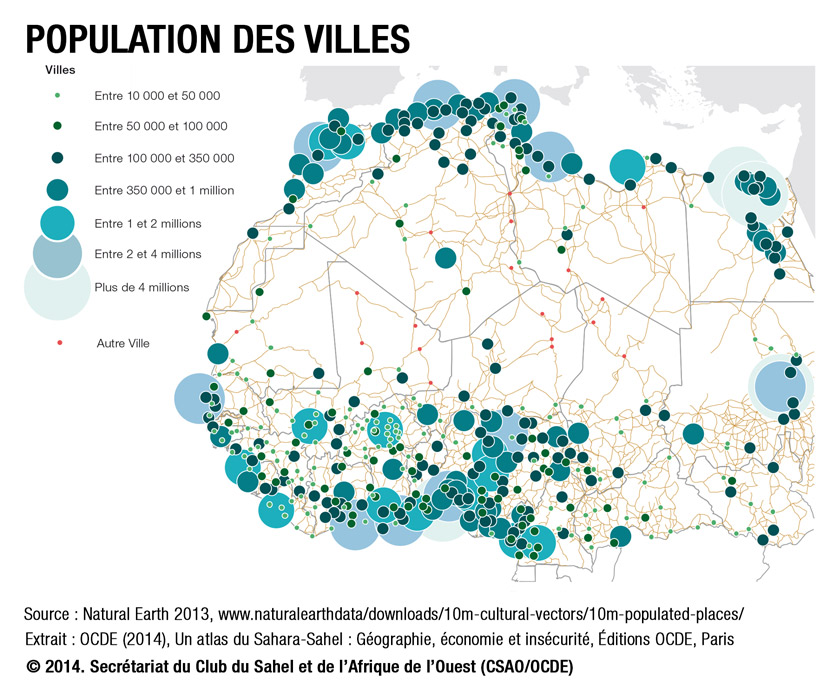 POPULATION DES VILLES
Villes
Entre 10 000 et 50 000
Entre 50 000 et 100 000
Entre 100 000 et 350 000
Entre 350 000 et 1 million
Entre 1 et 2 millions
Entre 2 et 4 millions
Plus de 4 millions
Autre Ville
Source : Natural Earth 2013, www.naturalearthdata/downloads/10m-cultural-vectors/10m-populated-places/
Extrait : OCDE (2014), Un atlas du Sahara-Sahel : Géographie, économie et insécurité, Éditions OCDE, Paris
© 2014. Secrétariat du Club du Sahel et de l'Afrique de l'Ouest (CSAO/OCDE)